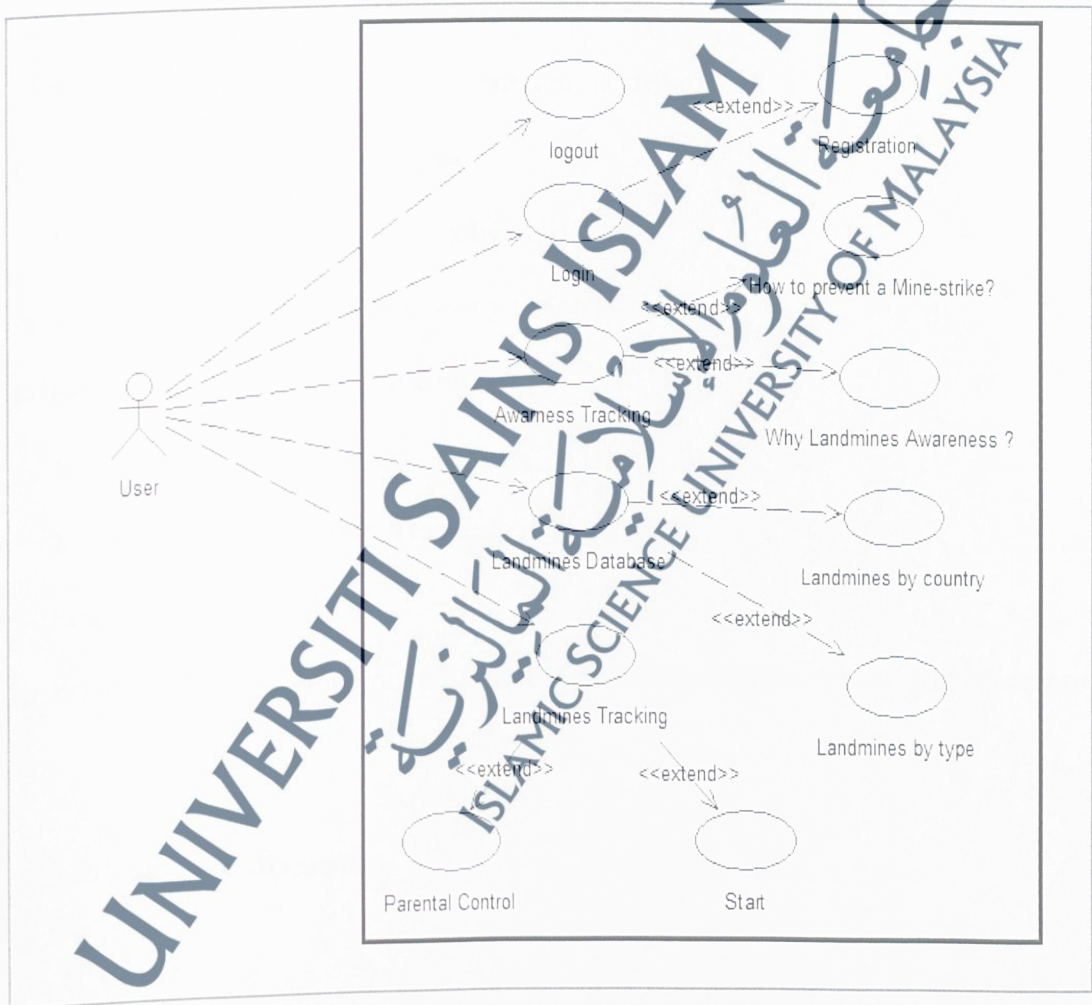 <<extend>>
logout
Registration
Login
How to prevent a Mine-strike?
<<extend>>
<<extend>>
Awarness Tracking
Why Landmines Awareness ?
User
<<extend>>
Landmines Database
Landmines by country
<<extend>>
Landmines Tracking
Landmines by type
<<extend>>
<<extend>>
Parental Control
Start
UNIVERSITI SAINS ISLAM
جامعة العلوم الإسلامية الماليزية
ISLAMIC SCIENCE UNIVERSITY OF MALAYSIA